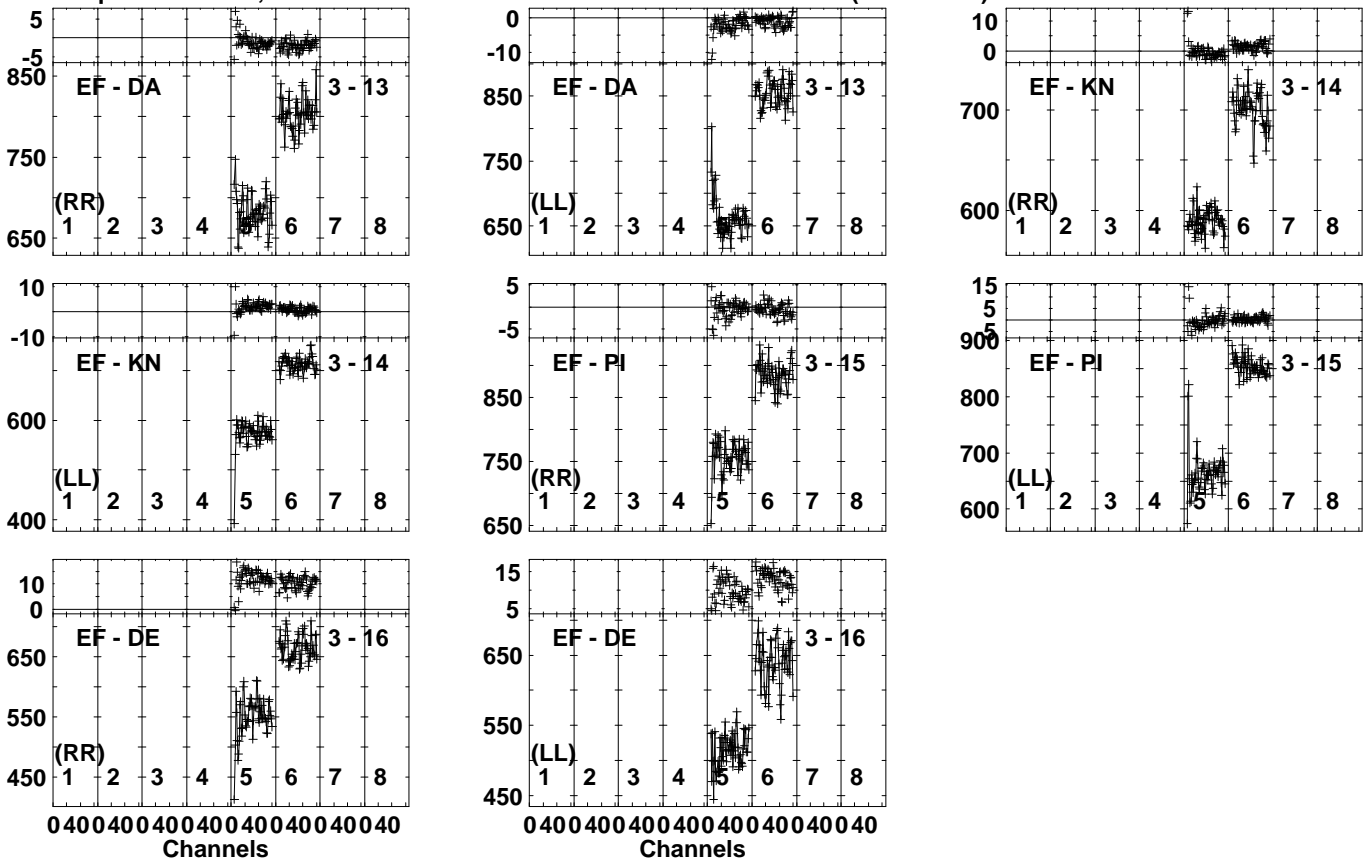 5
-5
850
EF - DA
3 - 13
750
(RR)
1 2 3 4 5 6 7 8
650
0
-10
850
EF - DA
3 - 13
750
(LL)
1 2 3 4 6 7 8
650
10
0
EF - KN
3 - 14
700
600
(RR)
1 2 3 4 5 6 7 8
10
-10
EF - KN
3 - 14
600
(LL)
1 2 3 4 5 6 7 8
400
5
-5
EF - PI
3 - 15
850
750
(RR)
1 2 3 4 5 6 7 8
650
15
5
-5
900
EF - PI
3 - 15
800
700
(LL)
1 2 3 4 5 6 7 8
600
10
0
EF - DE
3 - 16
650
550
(RR)
1 2 3 4 5 6 7 8
450
15
5
EF - DE
3 - 16
650
550
(LL)
1 2 3 4 5 6 7 8
450
0 40 0 40 0 40 0 40 0 40 0 40 0 40 0 40
Channels
0 40 0 40 0 40 0 40 0 40 0 40 0 40 0 40
Channels